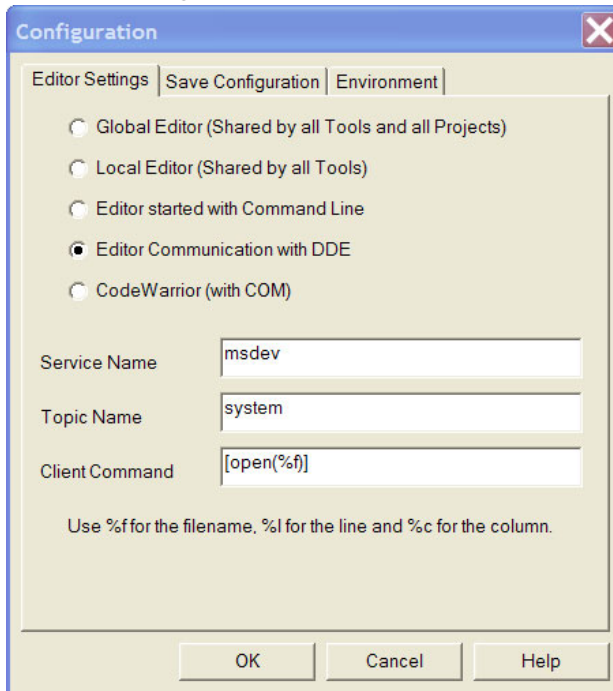 Configuration
Editor Settings Save Configuration Environment
Global Editor (Shared by all Tools and all Projects)
Local Editor (Shared by all Tools)
Editor started with Command Line
Editor Communication with DDE
CodeWarrior (with COM)
Service Name msdev
Topic Name system
Client Command [open(%f)]
Use %f for the filename, %l for the line and %c for the column.
OK Cancel Help